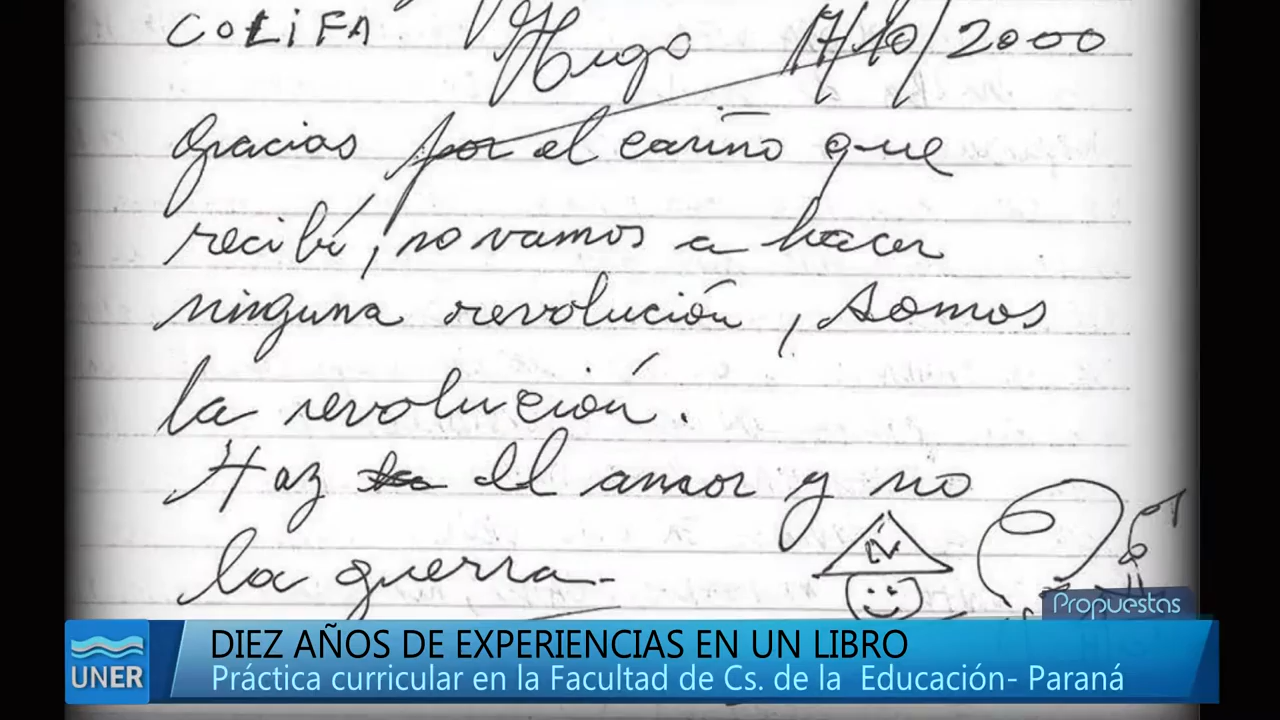 COLIFA. Hugo 17/10/2000
Gracias por el cariño que
recibí, no vamos a hacer
ninguna revolución, somos
la revolución.
Haz el amor y no
la guerra.-
Propuestas
UNER
DIEZ AÑOS DE EXPERIENCIAS EN UN LIBRO
Práctica curricular en la Facultad de Cs. de la Educación- Paraná